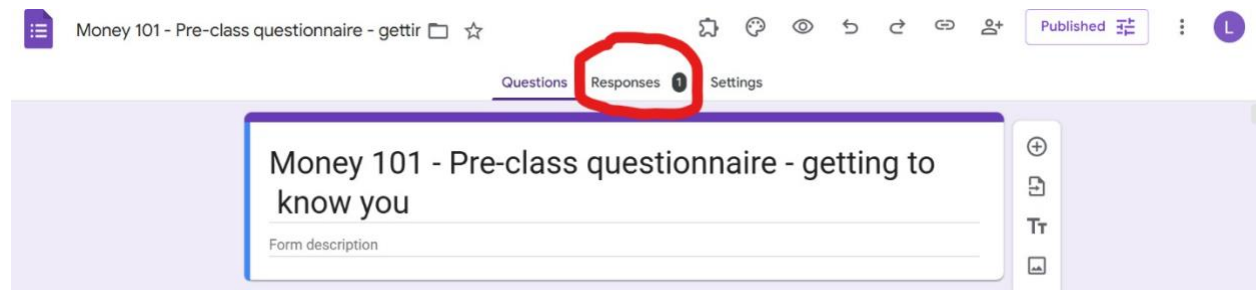 Money 101 - Pre-class questionnaire - gettir
Published
L
Questions Responses 1 Settings
Money 101 - Pre-class questionnaire - getting to
know you
Form description
Tт